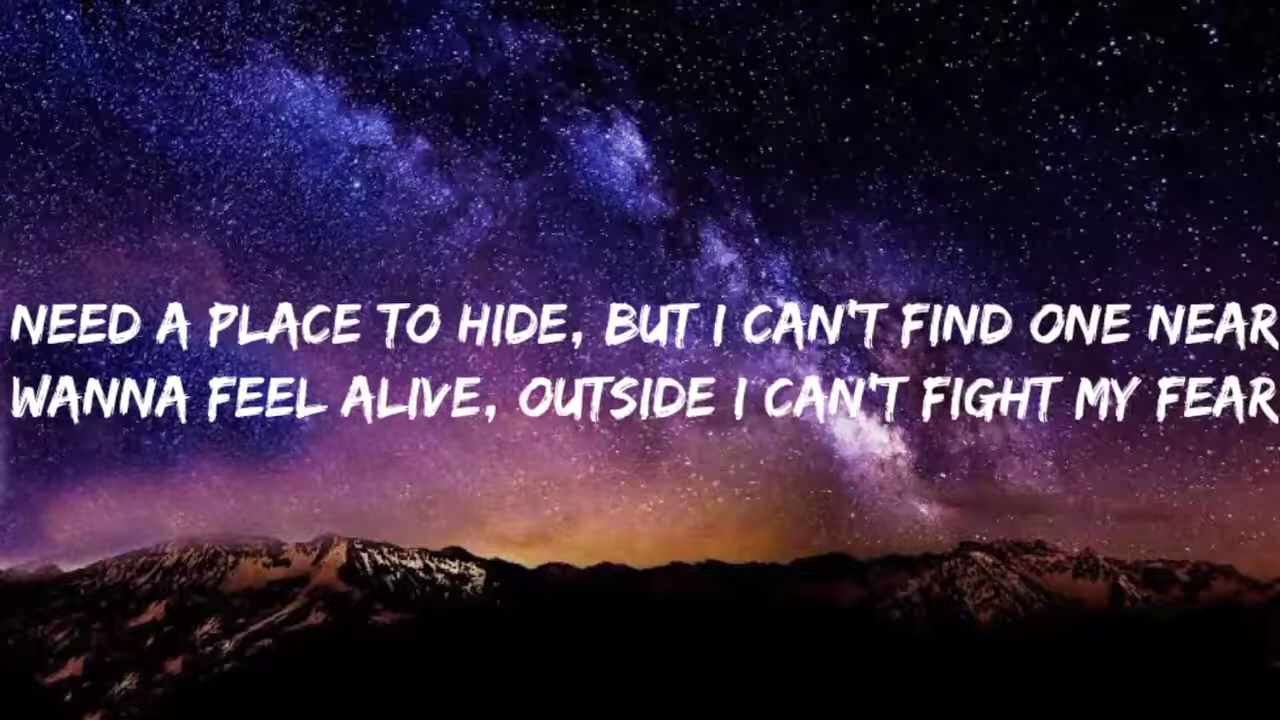 NEED A PLACE TO HIDE, BUT I CAN'T FIND ONE NEAR
WANNA FEEL ALIVE, OUTSIDE I CAN'T FIGHT MY FEAR